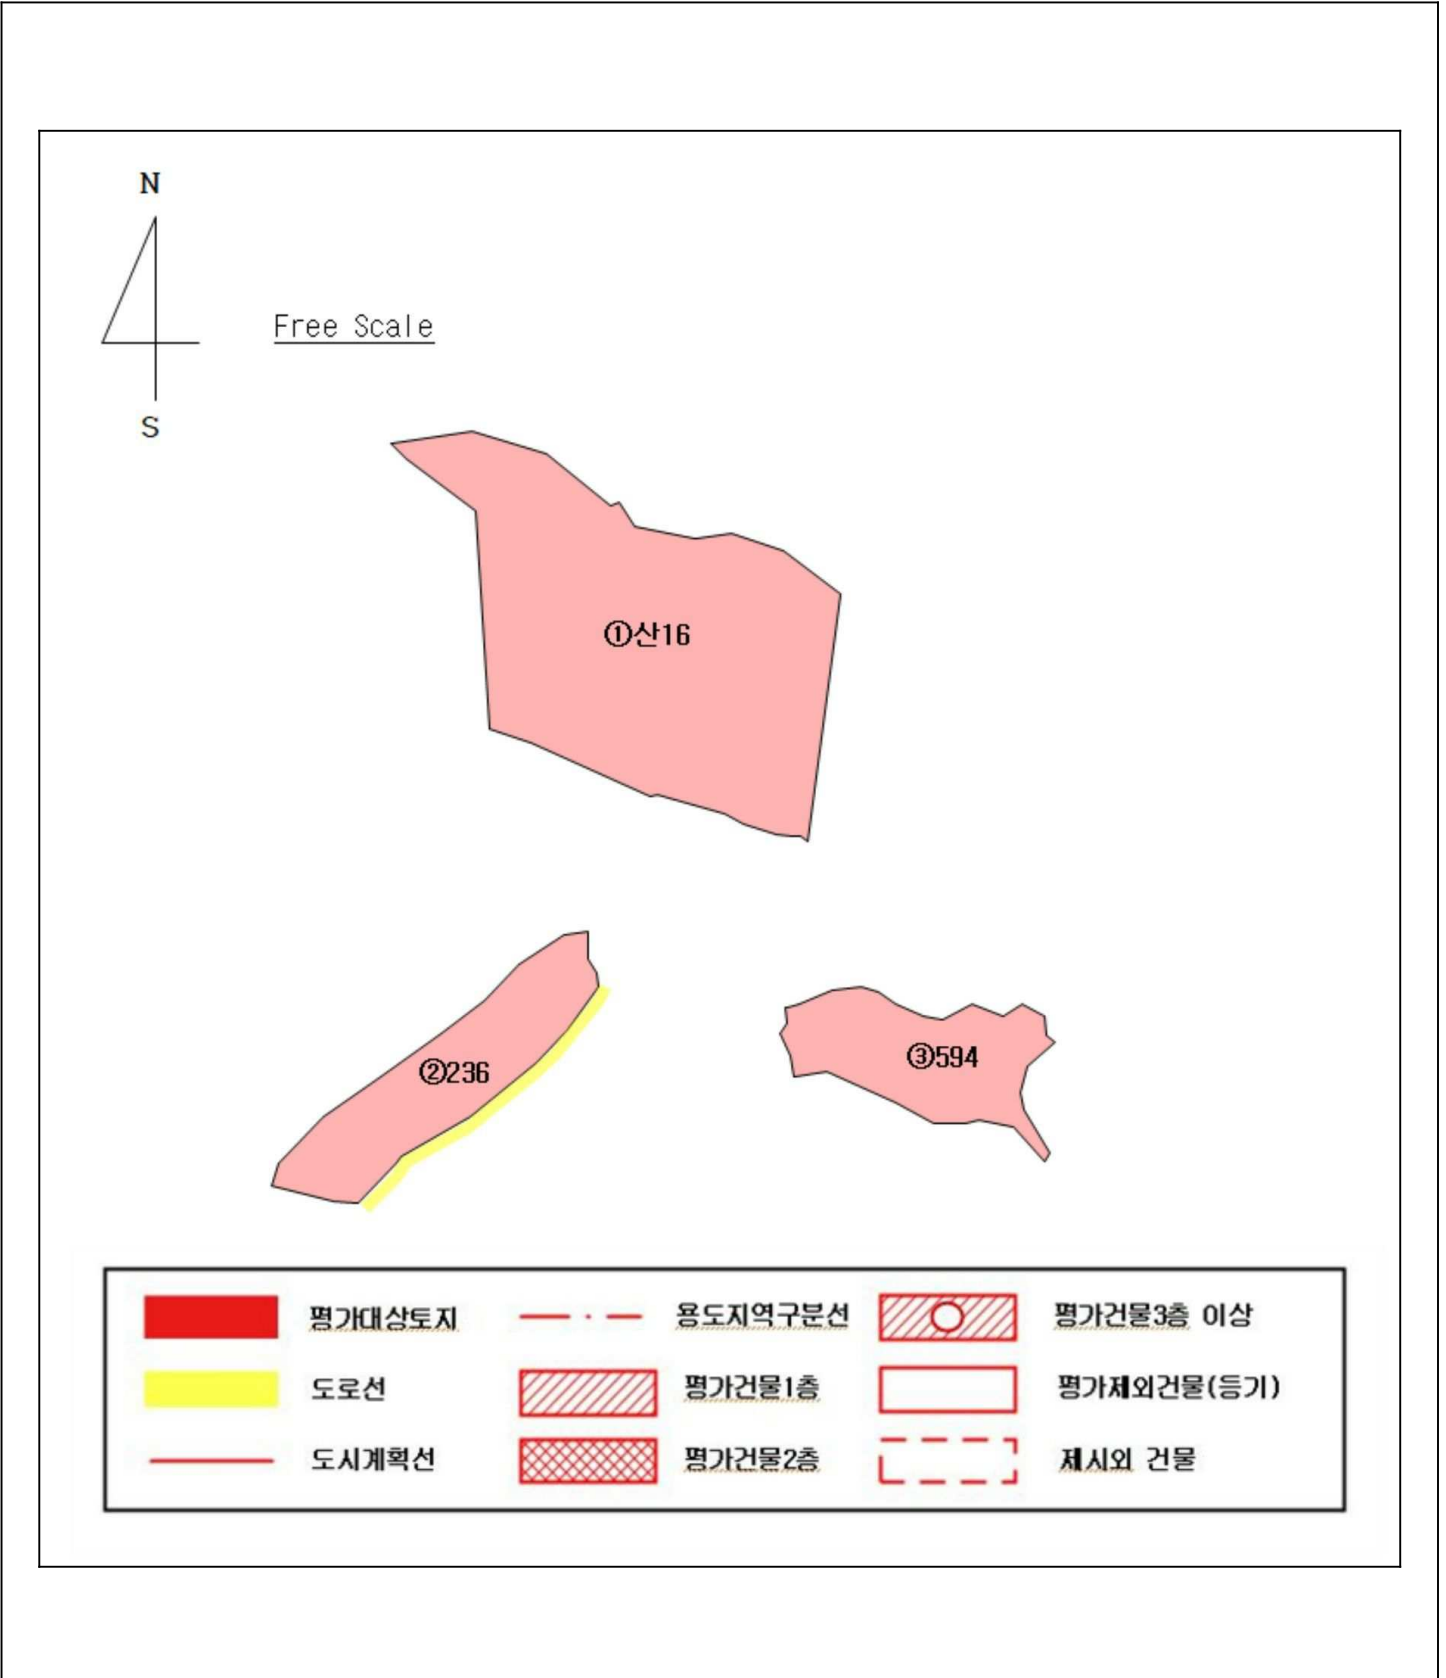 N
Free Scale
S
①산16
②236
③594
평가대상토지
용도지역구분선
평가건물3층 이상
도로선
평가건물1층
평가제외건물(등기)
도시계획선
평가건물2층
제시외 건물